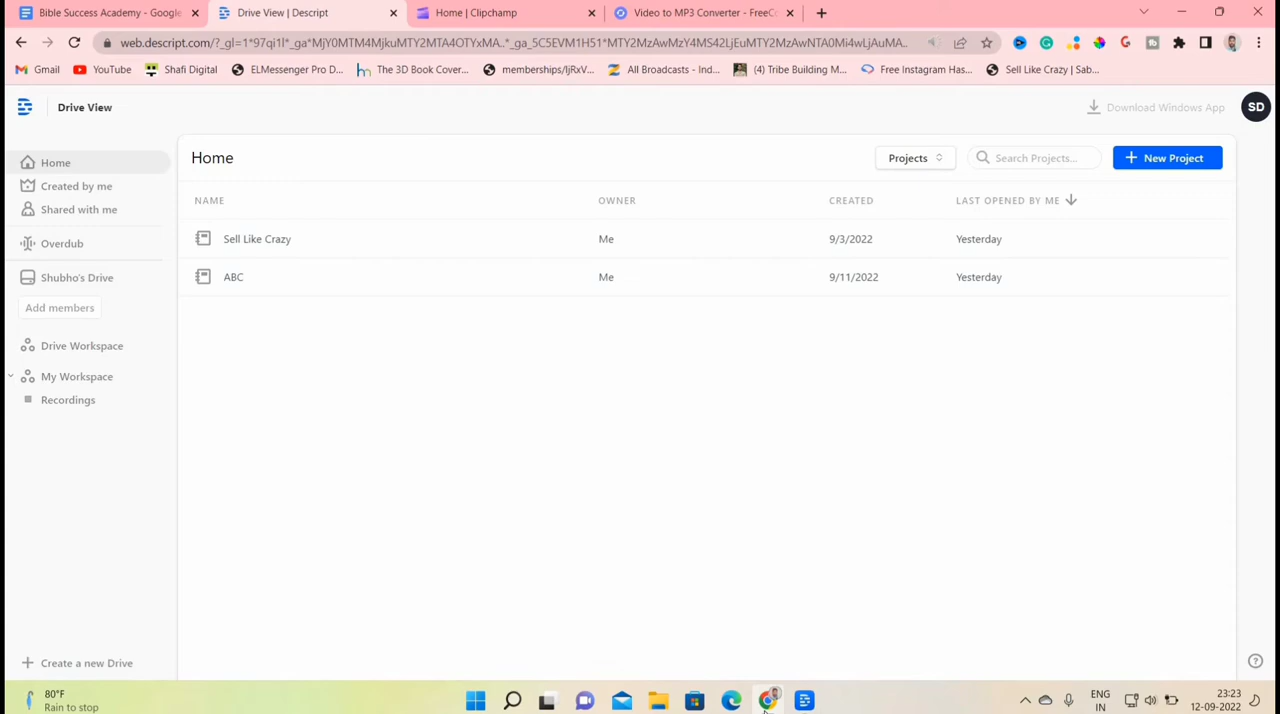 Bible Success Academy - Google
Drive View | Descript
Home | Clipchamp
Video to MP3 Converter - FreeCo
web.descript.com/?_gl=1*97qi1l*_ga*MjY0MTM4MjkuMTY2MTA4OTYxMA..*_ga_5C5EVM1H51*MTY2MzAwMzY4MS42LjEuMTY2MzAwNTA0Mi4wLjAuMA..
Gmail
YouTube
Shafi Digital
ELMessenger Pro D...
The 3D Book Cover...
memberships/IjRxV...
All Broadcasts - Ind...
(4) Tribe Building M...
Free Instagram Has...
Sell Like Crazy | Sab...
Drive View
Download Windows App
SD
Home
Created by me
Shared with me
Overdub
Shubho's Drive
Add members
Drive Workspace
My Workspace
Recordings
Create a new Drive
Home
Projects
Search Projects...
New Project
NAME OWNER CREATED LAST OPENED BY ME
Sell Like Crazy Me 9/3/2022 Yesterday
ABC Me 9/11/2022 Yesterday
80°F
Rain to stop
ENG
IN
23:23
12-09-2022